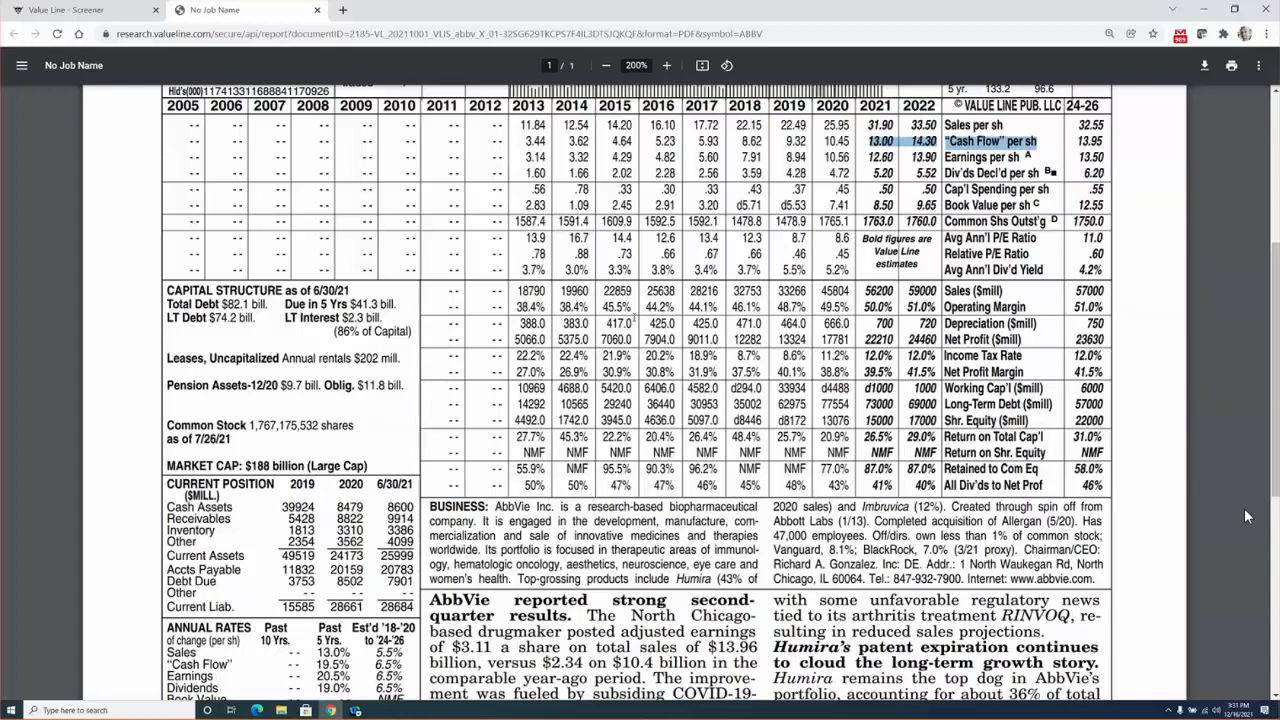 Value Line - Screener
No Job Name
research.valueline.com/secure/api/report?documentID=2185-VL_20211001_VLIS_abbv_X_01-32SG629TKCPS7F4IL3DTSJQKQF&format=PDF&symbol=ABBV
No Job Name
1 / 1
200%
Hld's(000)117413311688841170926
5 yr. 133.2 96.6
2005 2006 2007 2008 2009 2010 2011 2012 2013 2014 2015 2016 2017 2018 2019 2020 2021 2022 © VALUE LINE PUB. LLC 24-26
-- -- -- -- -- -- -- -- 11.84 12.54 14.20 16.10 17.72 22.15 22.49 25.95 31.90 33.50 Sales per sh 32.55
-- -- -- -- -- -- -- -- 3.44 3.62 4.64 5.23 5.93 8.62 9.32 10.45 13.00 14.30 “Cash Flow” per sh 13.95
-- -- -- -- -- -- -- -- 3.14 3.32 4.29 4.82 5.60 7.91 8.94 10.56 12.60 13.90 Earnings per sh A 13.50
-- -- -- -- -- -- -- -- 1.60 1.66 2.02 2.28 2.56 3.59 4.28 4.72 5.20 5.52 Div'ds Decl'd per sh B■ 6.20
-- -- -- -- -- -- -- -- .56 .78 .33 .30 .33 .43 .37 .45 .50 .50 Cap'l Spending per sh .55
-- -- -- -- -- -- -- -- 2.83 1.09 2.45 2.91 3.20 d5.71 d5.53 7.41 8.50 9.65 Book Value per sh C 12.55
-- -- -- -- -- -- -- -- 1587.4 1591.4 1609.9 1592.5 1592.1 1478.8 1478.9 1765.1 1763.0 1760.0 Common Shs Outst'g D 1750.0
-- -- -- -- -- -- -- -- 13.9 16.7 14.4 12.6 13.4 12.3 8.7 8.6 Bold figures are Avg Ann'l P/E Ratio 11.0
-- -- -- -- -- -- -- -- .78 .88 .73 .66 .67 .66 .46 .45 Value Line Relative P/E Ratio .60
-- -- -- -- -- -- -- -- 3.7% 3.0% 3.3% 3.8% 3.4% 3.7% 5.5% 5.2% estimates Avg Ann'l Div'd Yield 4.2%
CAPITAL STRUCTURE as of 6/30/21
Total Debt $82.1 bill. Due in 5 Yrs $41.3 bill.
LT Debt $74.2 bill. LT Interest $2.3 bill.
(86% of Capital)
Leases, Uncapitalized Annual rentals $202 mill.
Pension Assets-12/20 $9.7 bill. Oblig. $11.8 bill.
Common Stock 1,767,175,532 shares
as of 7/26/21
MARKET CAP: $188 billion (Large Cap)
-- -- 18790 19960 22859 25638 28216 32753 33266 45804 56200 59000 Sales ($mill) 57000
-- -- 38.4% 38.4% 45.5% 44.2% 44.1% 46.1% 48.7% 49.5% 50.0% 51.0% Operating Margin 51.0%
-- -- 388.0 383.0 417.0 425.0 425.0 471.0 464.0 666.0 700 720 Depreciation ($mill) 750
-- -- 5066.0 5375.0 7060.0 7904.0 9011.0 12282 13324 17781 22210 24460 Net Profit ($mill) 23630
-- -- 22.2% 22.4% 21.9% 20.2% 18.9% 8.7% 8.6% 11.2% 12.0% 12.0% Income Tax Rate 12.0%
-- -- 27.0% 26.9% 30.9% 30.8% 31.9% 37.5% 40.1% 38.8% 39.5% 41.5% Net Profit Margin 41.5%
-- -- 10969 4688.0 5420.0 6406.0 4582.0 d294.0 33934 d4488 d1000 1000 Working Cap'l ($mill) 6000
-- -- 14292 10565 29240 36440 30953 35002 62975 77554 73000 69000 Long-Term Debt ($mill) 57000
-- -- 4492.0 1742.0 3945.0 4636.0 5097.0 d8446 d8172 13076 15000 17000 Shr. Equity ($mill) 22000
-- -- 27.7% 45.3% 22.2% 20.4% 26.4% 48.4% 25.7% 20.9% 26.5% 29.0% Return on Total Cap'l 31.0%
-- -- NMF NMF NMF NMF NMF NMF NMF NMF NMF NMF Return on Shr. Equity NMF
-- -- 55.9% NMF 95.5% 90.3% 96.2% NMF NMF 77.0% 87.0% 87.0% Retained to Com Eq 58.0%
-- -- 50% 50% 47% 47% 46% 45% 48% 43% 41% 40% All Div'ds to Net Prof 46%
CURRENT POSITION 2019 2020 6/30/21
($MILL.)
Cash Assets 39924 8479 8600
Receivables 5428 8822 9914
Inventory 1813 3310 3386
Other 2354 3562 4099
Current Assets 49519 24173 25999
Accts Payable 11832 20159 20783
Debt Due 3753 8502 7901
Other -- -- --
Current Liab. 15585 28661 28684
ANNUAL RATES Past Past Est'd '18-'20
of change (per sh) 10 Yrs. 5 Yrs. to '24-'26
Sales -- 13.0% 5.5%
“Cash Flow” -- 19.5% 6.5%
Earnings -- 20.5% 6.5%
Dividends -- 19.0% 6.5%
BUSINESS: AbbVie Inc. is a research-based biopharmaceutical
company. It is engaged in the development, manufacture, com-
mercialization and sale of innovative medicines and therapies
worldwide. Its portfolio is focused in therapeutic areas of immunol-
ogy, hematologic oncology, aesthetics, neuroscience, eye care and
women's health. Top-grossing products include Humira (43% of
2020 sales) and Imbruvica (12%). Created through spin off from
Abbott Labs (1/13). Completed acquisition of Allergan (5/20). Has
47,000 employees. Off/dirs. own less than 1% of common stock;
Vanguard, 8.1%; BlackRock, 7.0% (3/21 proxy). Chairman/CEO:
Richard A. Gonzalez. Inc: DE. Addr.: 1 North Waukegan Rd, North
Chicago, IL 60064. Tel.: 847-932-7900. Internet: www.abbvie.com.
AbbVie reported strong second-
quarter results. The North Chicago-
based drugmaker posted adjusted earnings
of $3.11 a share on total sales of $13.96
billion, versus $2.34 on $10.4 billion in the
comparable year-ago period. The improve-
ment was fueled by subsiding COVID-19-
with some unfavorable regulatory news
tied to its arthritis treatment RINVOQ, re-
sulting in reduced sales projections.
Humira's patent expiration continues
to cloud the long-term growth story.
Humira remains the top dog in AbbVie's
portfolio, accounting for about 36% of total
Type here to search
3:31 PM
12/16/2021